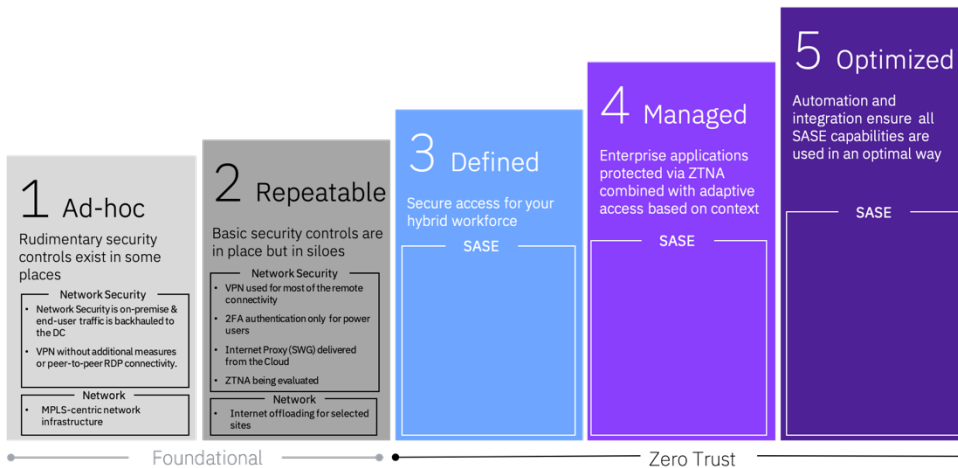 1 Ad-hoc
Rudimentary security
controls exist in some
places
Network Security
• Network Security is on-premise &
end-user traffic is backhauled to
the DC
• VPN without additional measures
or peer-to-peer RDP connectivity.
Network
• MPLS-centric network
infrastructure
2 Repeatable
Basic security controls are
in place but in siloes
Network Security
• VPN used for most of the remote
connectivity
• 2FA authentication only for power
users
• Internet Proxy (SWG) delivered
from the Cloud
• ZTNA being evaluated
Network
• Internet offloading for selected
sites
3 Defined
Secure access for your
hybrid workforce
SASE
4 Managed
Enterprise applications
protected via ZTNA
combined with adaptive
access based on context
SASE
5 Optimized
Automation and
integration ensure all
SASE capabilities are
used in an optimal way
SASE
Foundational
Zero Trust